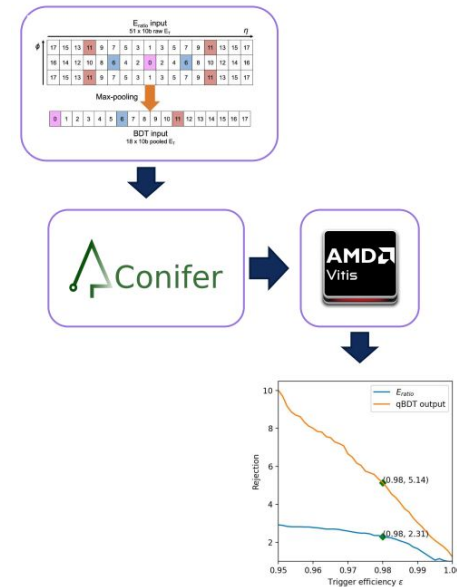 E_ratio input
51 x 10b raw E_T
η
ϕ
17 15 13 11 9 7 5 3 1 3 5 7 9 11 13 15 17
16 14 12 10 8 6 4 2 0 2 4 6 8 10 12 14 16
17 15 13 11 9 7 5 3 1 3 5 7 9 11 13 15 17
Max-pooling
0 1 2 3 4 5 6 7 8 9 10 11 12 13 14 15 16 17
BDT input
18 x 10b pooled E_T
Conifer
AMD
Vitis
10
8
6
4
2
Rejection
E_ratio
qBDT output
(0.98, 5.14)
(0.98, 2.31)
0.95 0.96 0.97 0.98 0.99 1.00
Trigger efficiency ε